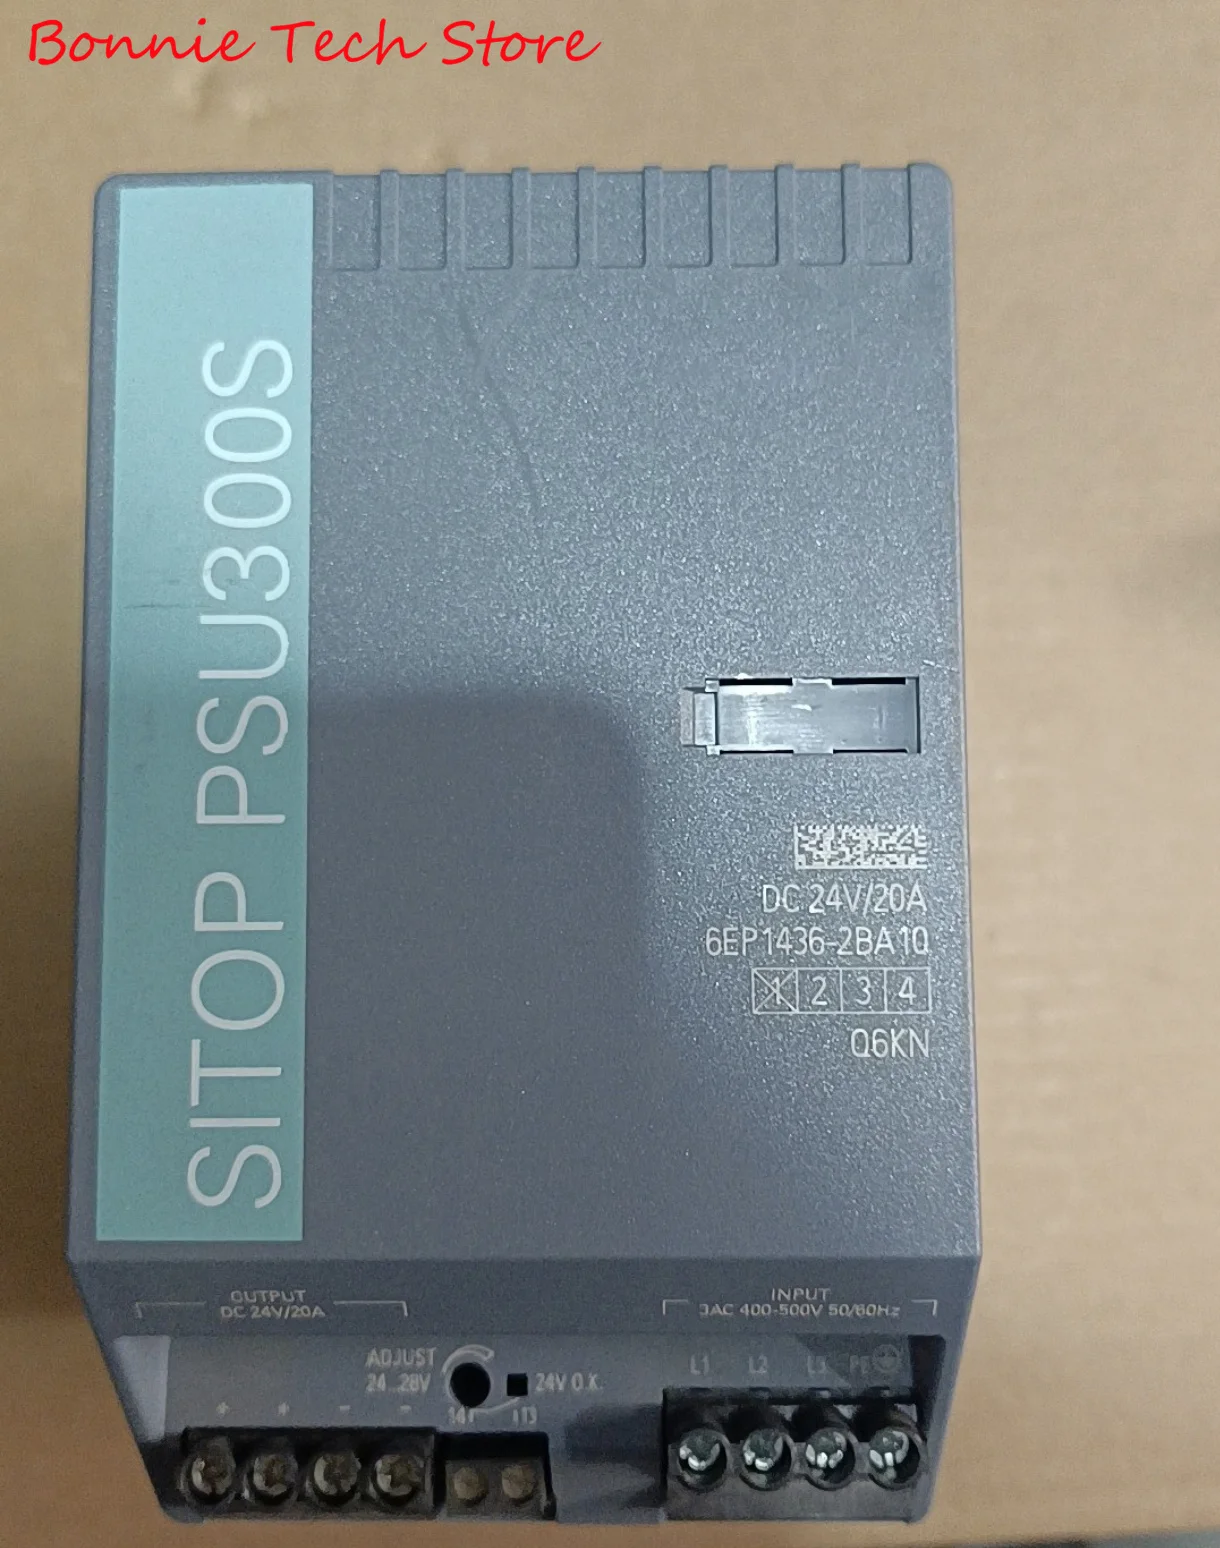 Bonnie Tech Store
SITOP PSU300S
DC 24V/20A
6EP1436-2BA10
1 2 3 4
Q6KN
OUTPUT
DC 24V/20A
INPUT
3AC 400-500V 50/60Hz
ADJUST
24...28V
24V O.K.
14 13
L1 L2 L3 PE
+ + - -